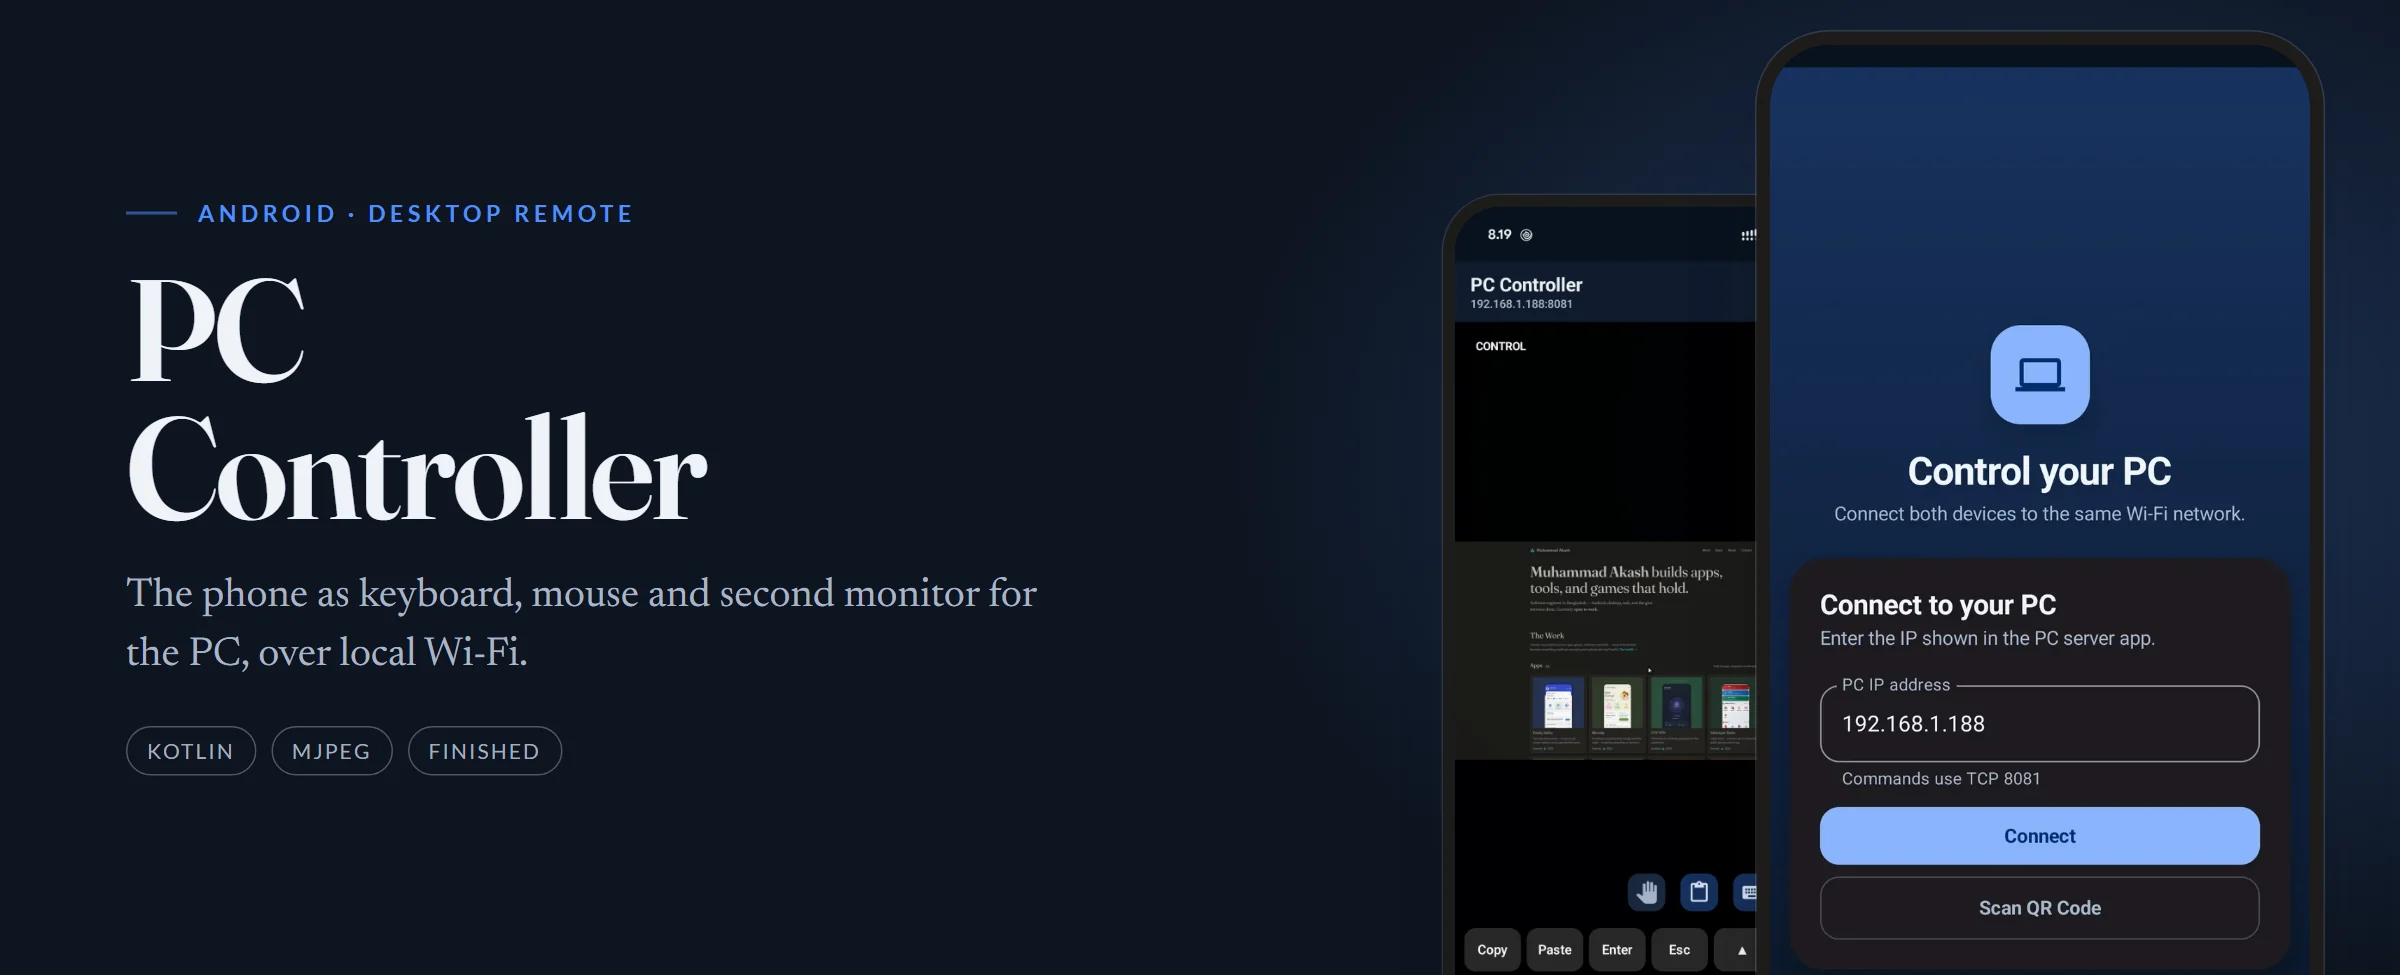 ANDROID · DESKTOP REMOTE
PC
Controller
The phone as keyboard, mouse and second monitor for
the PC, over local Wi-Fi.
KOTLIN
MJPEG
FINISHED
8.19
PC Controller
192.168.1.188:8081
CONTROL
Muhammad Akash
Muhammad Akash builds apps,
tools, and games that hold.
The Work
Apps
Copy
Paste
Enter
Esc
▲
Control your PC
Connect both devices to the same Wi-Fi network.
Connect to your PC
Enter the IP shown in the PC server app.
PC IP address
192.168.1.188
Commands use TCP 8081
Connect
Scan QR Code